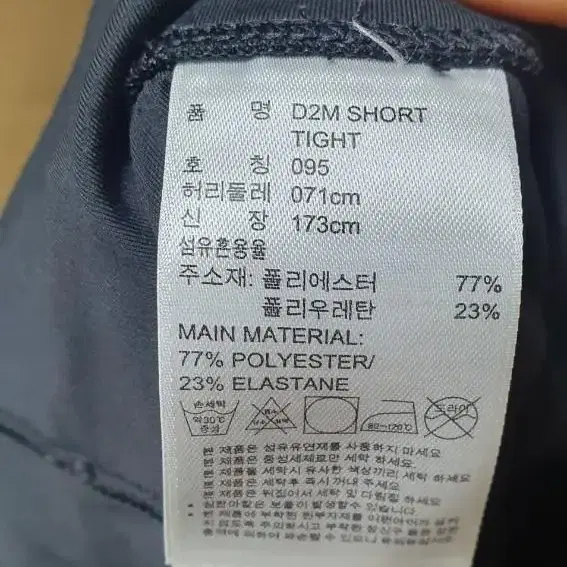 품 명 D2M SHORT
TIGHT
호 칭 095
허리둘레 071cm
신 장 173cm
섬유혼용율
주소재: 폴리에스터 77%
폴리우레탄 23%
MAIN MATERIAL:
77% POLYESTER/
23% ELASTANE
손세탁
약30℃
중성
80~120℃
드라이
본 제품은 섬유유연제를 사용하지 마세요
본 제품은 중성세제로만 세탁 하세요.
본 제품을 세탁시 유사한 색상끼리 세탁 하세요
본 제품은 세탁후 즉시 꺼내 주세요
본 제품은 뒤집어서 세탁 및 다림질 하세요